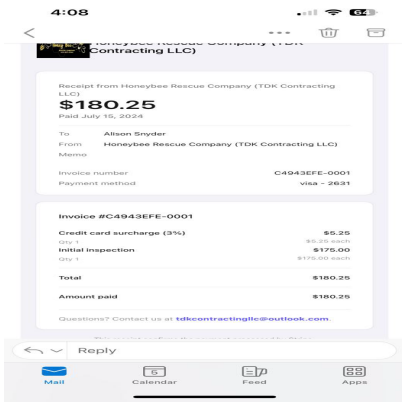 4:08
64
Honeybee Rescue Company (TDK
Contracting LLC)
Receipt from Honeybee Rescue Company (TDK Contracting
LLC)
$180.25
Paid July 15, 2024
To Alison Snyder
From Honeybee Rescue Company (TDK Contracting LLC)
Memo
Invoice number C4943EFE-0001
Payment method visa - 2631
Invoice #C4943EFE-0001
Credit card surcharge (3%) $5.25
Qty 1 $5.25 each
Initial inspection $175.00
Qty 1 $175.00 each
Total $180.25
Amount paid $180.25
Questions? Contact us at tdkcontractingllc@outlook.com.
Reply
5
Mail Calendar Feed Apps